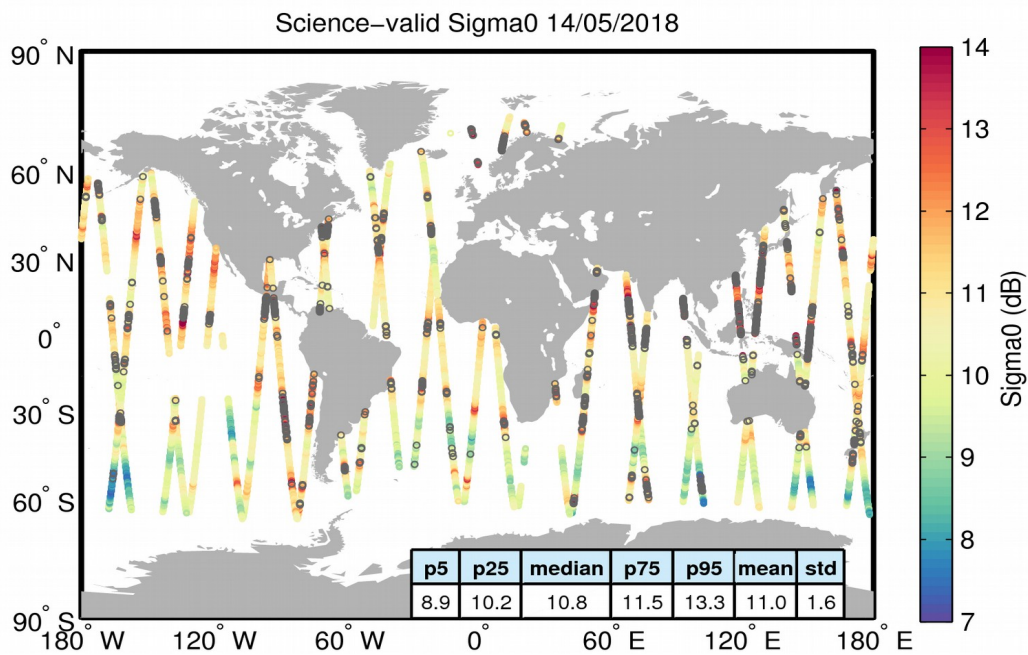 Science−valid Sigma0 14/05/2018
90° N
60° N
30° N
0°
30° S
60° S
90° S
180° W
120° W
60° W
0°
60° E
120° E
180° E
14
13
12
11
10
9
8
7
Sigma0 (dB)
p5 p25 median p75 p95 mean std
8.9 10.2 10.8 11.5 13.3 11.0 1.6